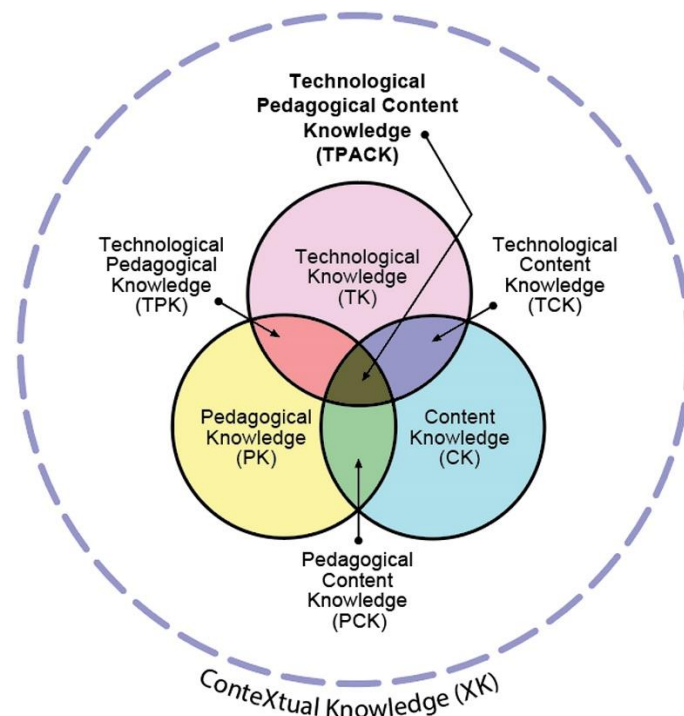 Technological
Pedagogical Content
Knowledge
(TPACK)
Technological
Pedagogical
Knowledge
(TPK)
Technological
Knowledge
(TK)
Technological
Content
Knowledge
(TCK)
Pedagogical
Knowledge
(PK)
Content
Knowledge
(CK)
Pedagogical
Content
Knowledge
(PCK)
ConteXtual Knowledge (XK)